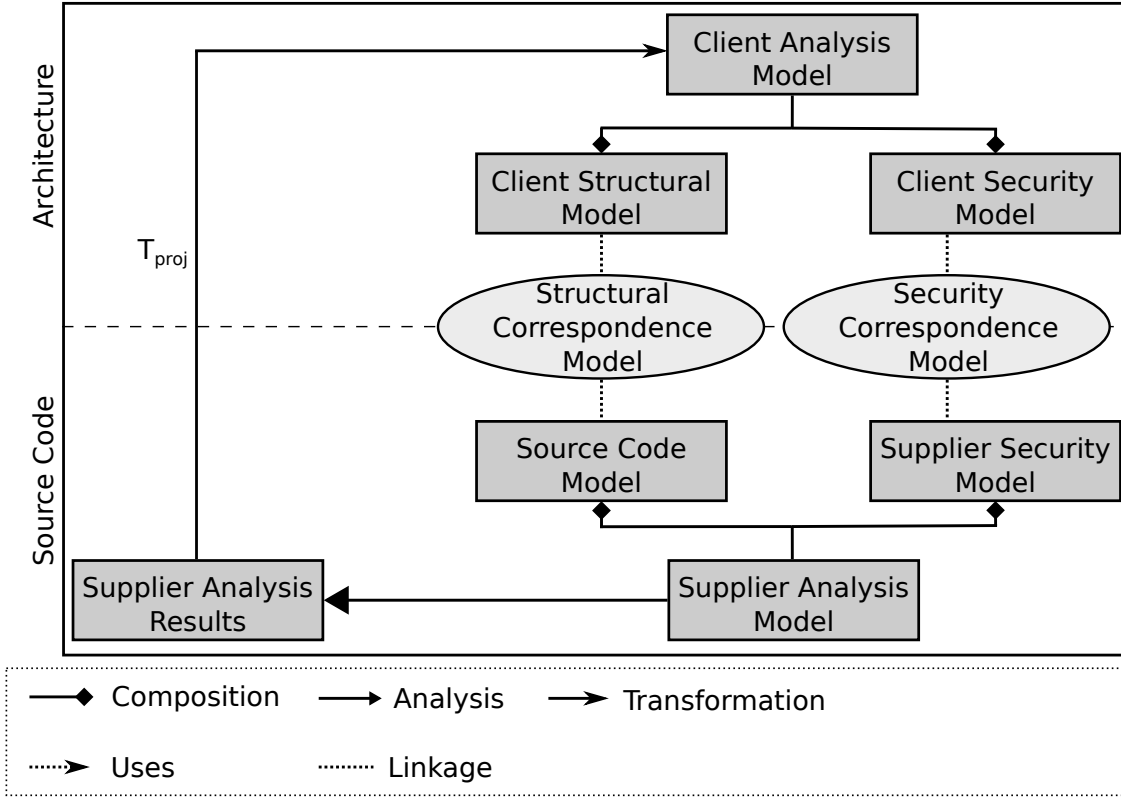 Architecture
Client Analysis
Model
Client Structural
Model
Client Security
Model
T_proj
Structural
Correspondence
Model
Security
Correspondence
Model
Source Code
Source Code
Model
Supplier Security
Model
Supplier Analysis
Results
Supplier Analysis
Model
Composition
Analysis
Transformation
Uses
Linkage